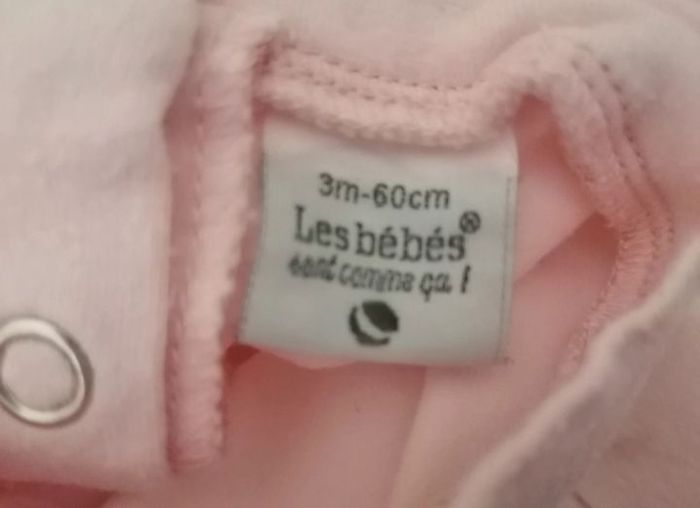 3m-60cm
Les bébés®
sont comme ça !